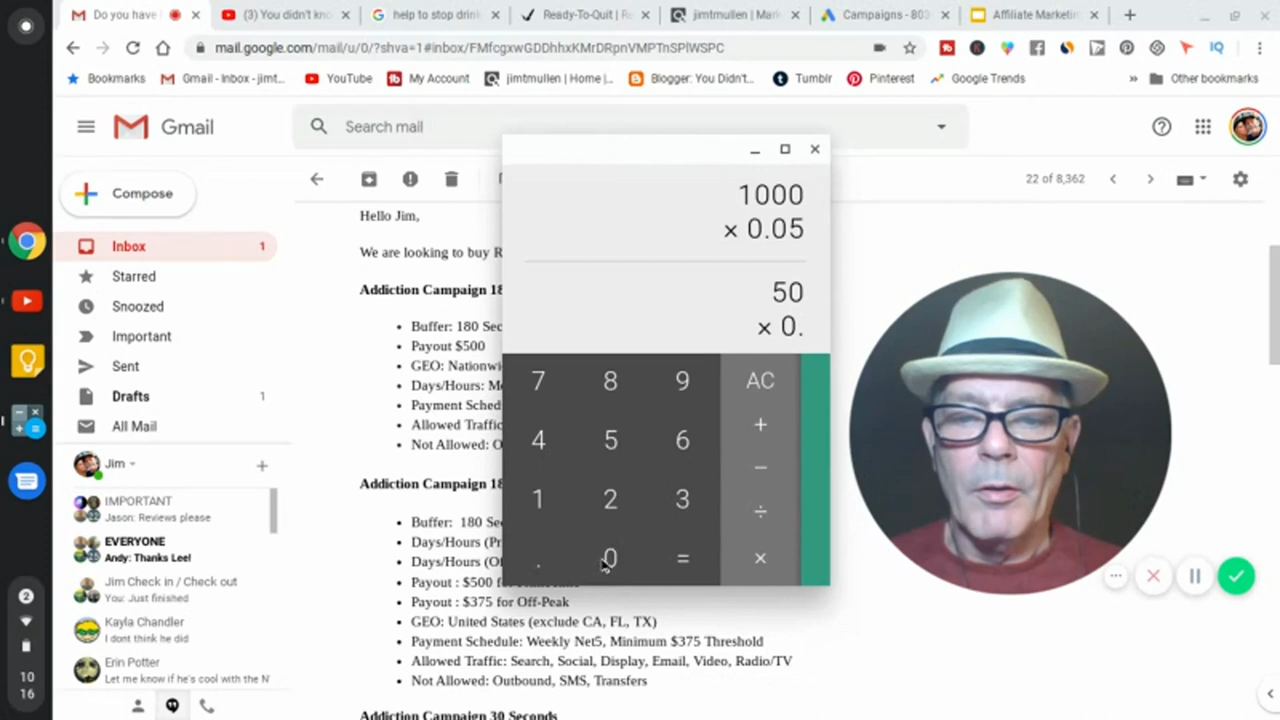 Do you have
(3) You didn't kno
help to stop drin
Ready-To-Quit | R
jimtmullen | Mark
Campaigns - 803
Affiliate Marketin
mail.google.com/mail/u/0/?shva=1#inbox/FMfcgxwGDDhhxKMrDRpnVMPTnSPlWSPC
Bookmarks
Gmail - Inbox - jimt...
YouTube
My Account
jimtmullen | Home |...
Blogger: You Didn't...
Tumblr
Pinterest
Google Trends
»
Other bookmarks
Gmail
Search mail
Compose
22 of 8,362
Inbox 1
Starred
Snoozed
Important
Sent
Drafts 1
All Mail
Jim
IMPORTANT
Jason: Reviews please
EVERYONE
Andy: Thanks Lee!
Jim Check in / Check out
You: Just finished
Kayla Chandler
I dont think he did
Erin Potter
Let me know if he's cool with the N
2
10
16
Hello Jim,
We are looking to buy R
Addiction Campaign 18
• Buffer: 180 Sec
• Payout $500
• GEO: Nationwi
• Days/Hours: M
• Payment Sched
• Allowed Traffic
• Not Allowed: O
Addiction Campaign 18
• Buffer: 180 Se
• Days/Hours (Pr
• Days/Hours (O
• Payout : $500 f
• Payout : $375 for Off-Peak
• GEO: United States (exclude CA, FL, TX)
• Payment Schedule: Weekly Net5, Minimum $375 Threshold
• Allowed Traffic: Search, Social, Display, Email, Video, Radio/TV
• Not Allowed: Outbound, SMS, Transfers
Addiction Campaign 30 Seconds
1000
× 0.05
50
× 0.
7 8 9 AC
4 5 6 +
−
1 2 3 ÷
. 0 = ×